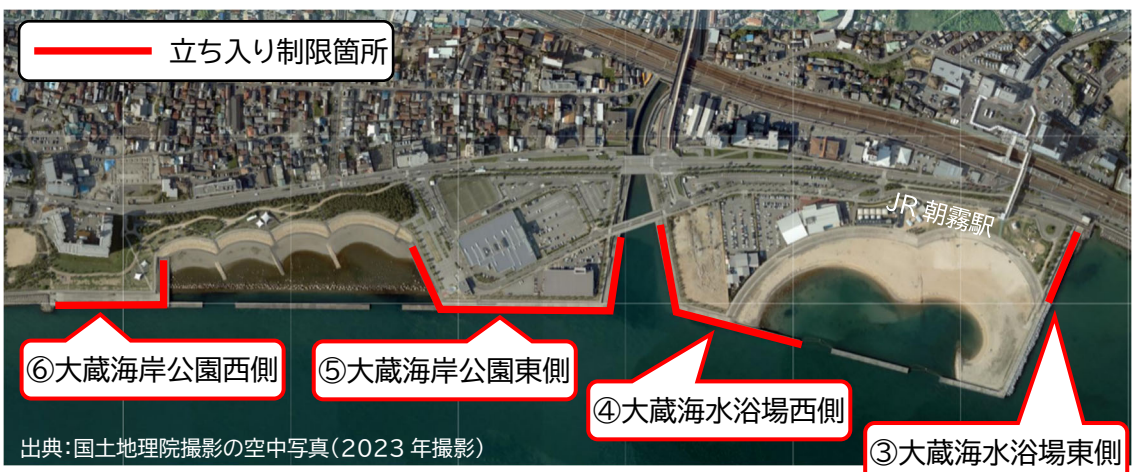 立ち入り制限箇所
JR 朝霧駅
⑥大蔵海岸公園西側
⑤大蔵海岸公園東側
④大蔵海水浴場西側
③大蔵海水浴場東側
出典:国土地理院撮影の空中写真(2023 年撮影)